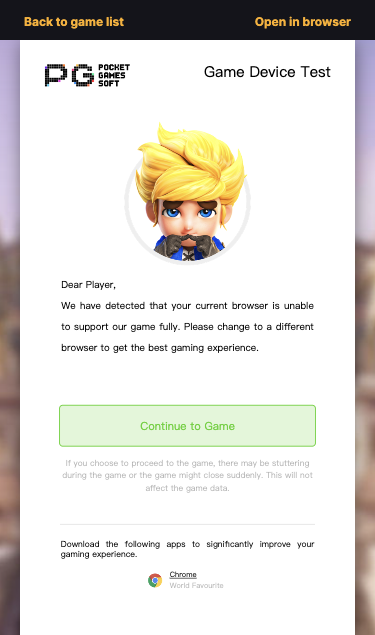 Back to game list
Open in browser
PG POCKET GAMES SOFT
Game Device Test
Dear Player,
We have detected that your current browser is unable
to support our game fully. Please change to a different
browser to get the best gaming experience.
Continue to Game
If you choose to proceed to the game, there may be stuttering
during the game or the game might close suddenly. This will not
affect the game data.
Download the following apps to significantly improve your
gaming experience.
Chrome
World Favourite